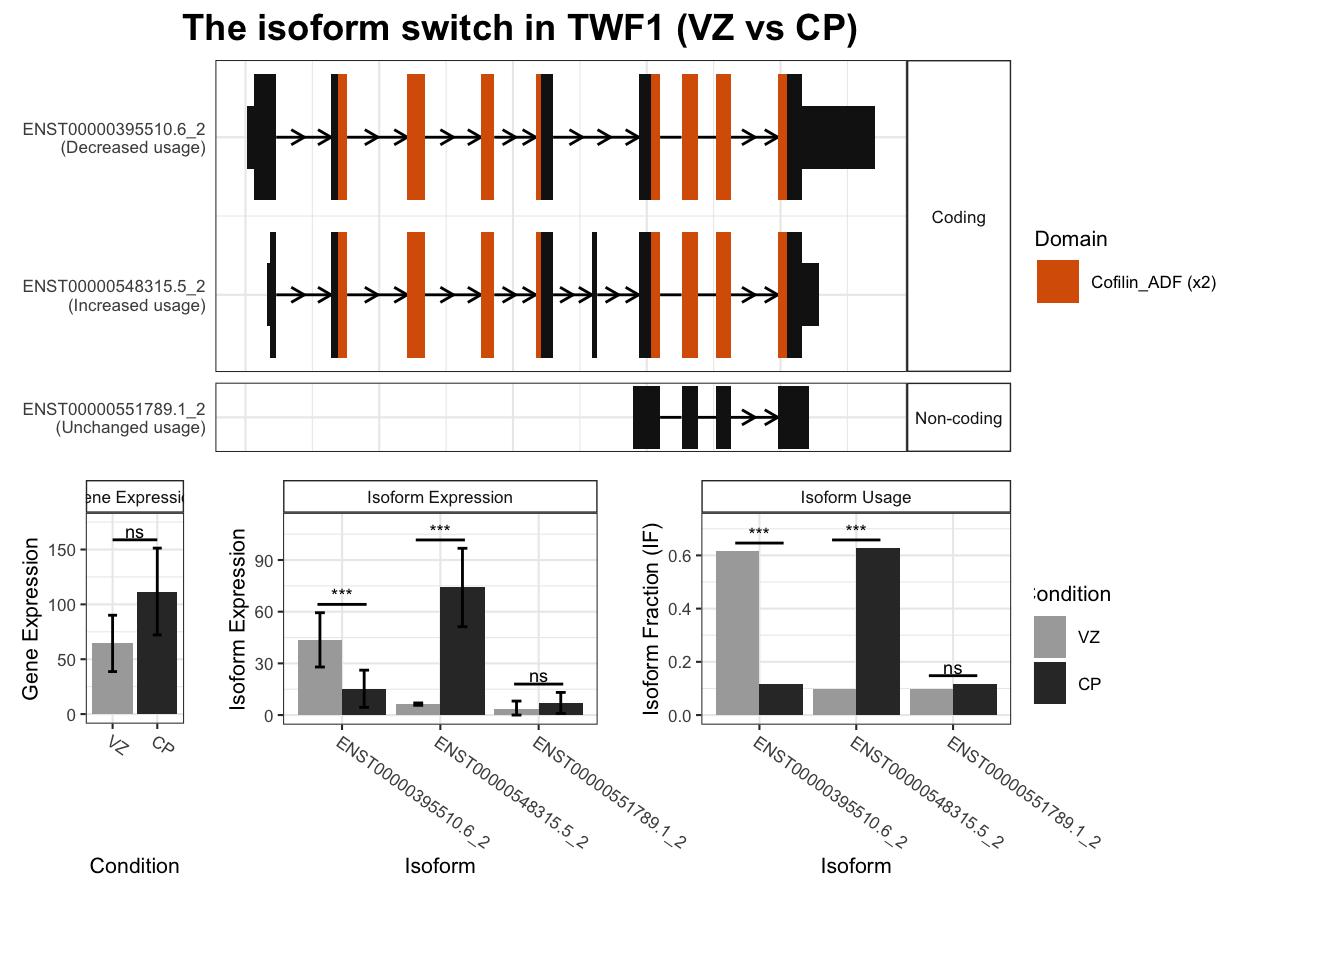 The isoform switch in TWF1 (VZ vs CP)
ENST00000395510.6_2
(Decreased usage)
ENST00000548315.5_2
(Increased usage)
Coding
ENST00000551789.1_2
(Unchanged usage)
Non-coding
Domain
Cofilin_ADF (x2)
ene Expressi
Gene Expression
150
100
50
0
ns
VZ
CP
Condition
Isoform Expression
Isoform Expression
90
60
30
0
***
***
ns
ENST00000395510.6_2
ENST00000548315.5_2
ENST00000551789.1_2
Isoform
Isoform Usage
Isoform Fraction (IF)
0.6
0.4
0.2
0.0
***
***
ns
ENST00000395510.6_2
ENST00000548315.5_2
ENST00000551789.1_2
Isoform
ondition
VZ
CP